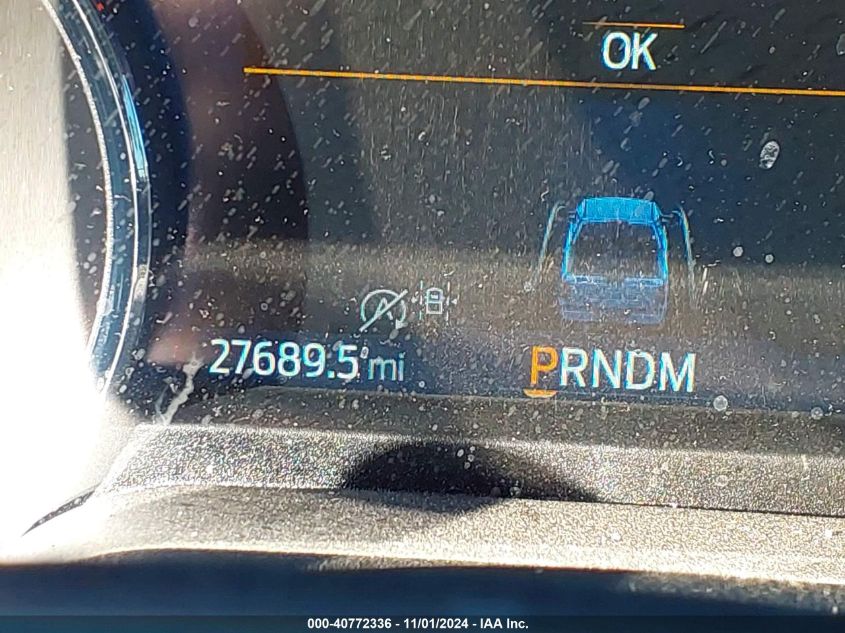 OK
27689.5 mi
PRNDM
000-40772336 - 11/01/2024 - IAA Inc.